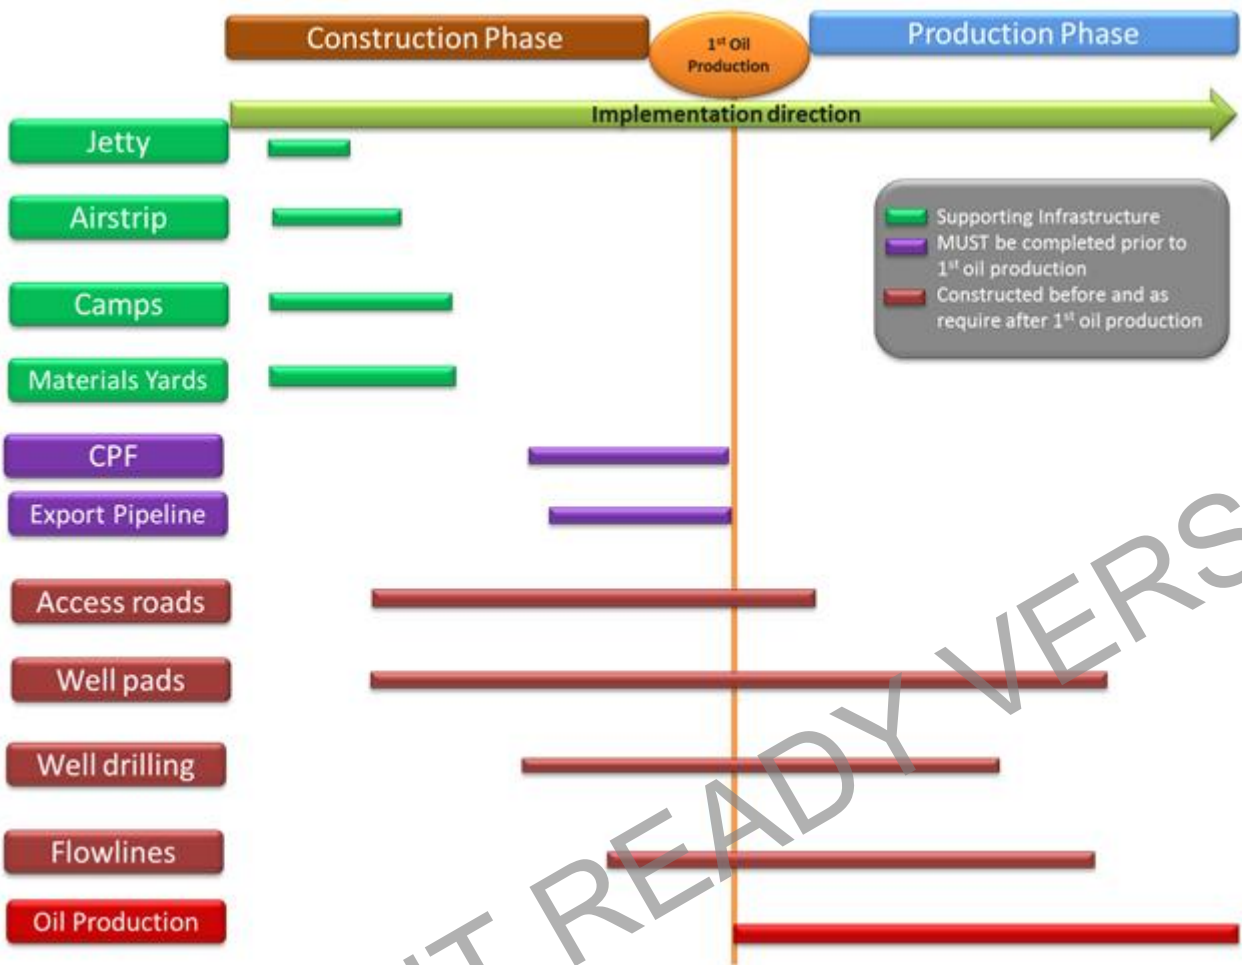 Construction Phase
1st Oil
Production
Production Phase
Implementation direction
Jetty
Airstrip
Supporting Infrastructure
MUST be completed prior to
1st oil production
Constructed before and as
require after 1st oil production
Camps
Materials Yards
CPF
Export Pipeline
Access roads
Well pads
Well drilling
Flowlines
Oil Production
READY